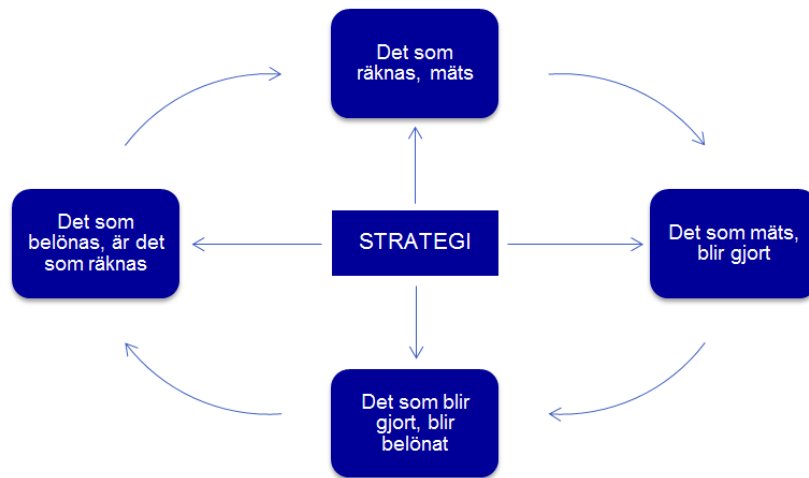 Det som
räknas, mäts
Det som
belönas, är det
som räknas
STRATEGI
Det som mäts,
blir gjort
Det som blir
gjort, blir
belönat